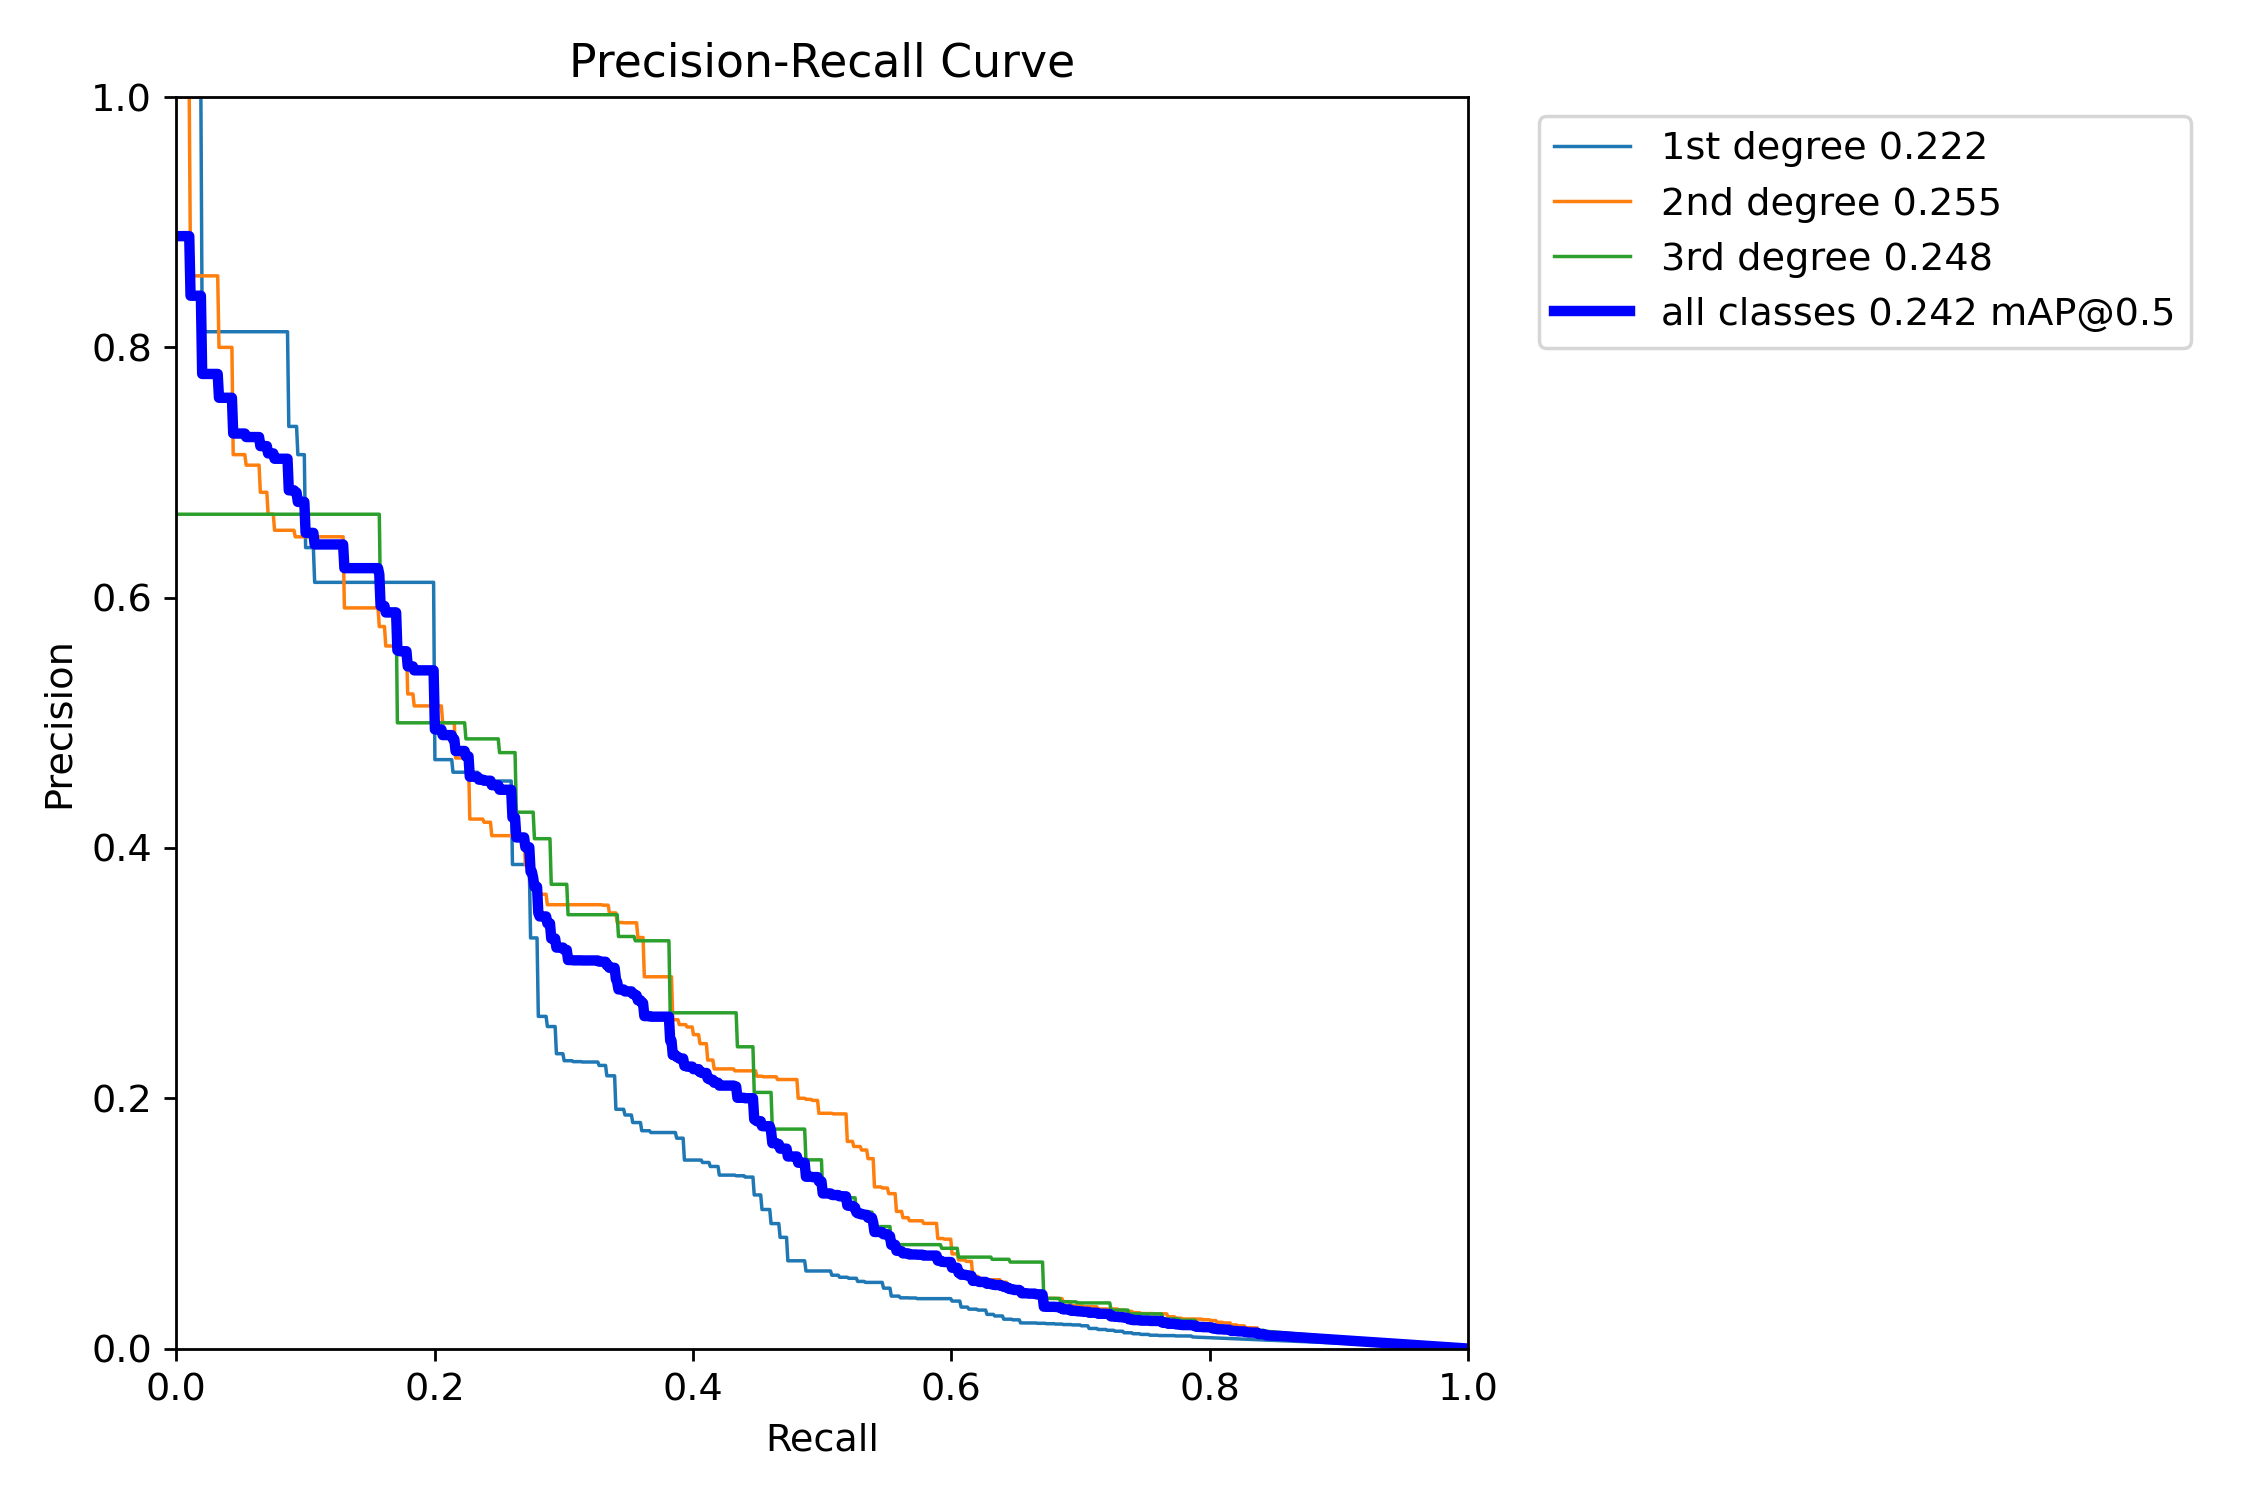 Precision-Recall Curve
1.0
0.8
0.6
0.4
0.2
0.0
Precision
0.0 0.2 0.4 0.6 0.8 1.0
Recall
1st degree 0.222
2nd degree 0.255
3rd degree 0.248
all classes 0.242 mAP@0.5